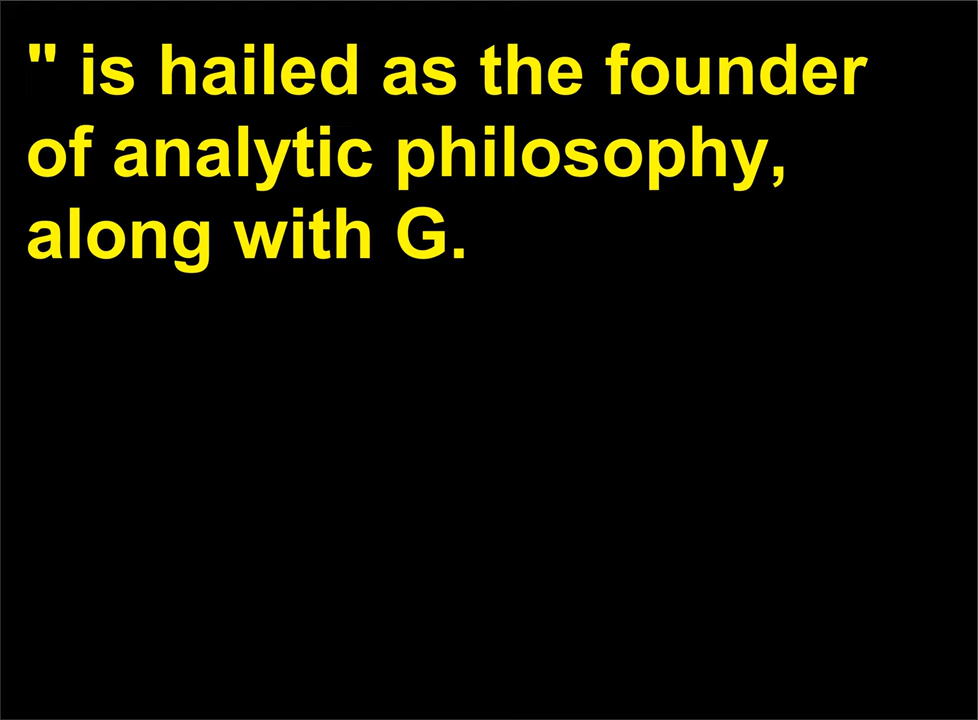 " is hailed as the founder
of analytic philosophy,
along with G.